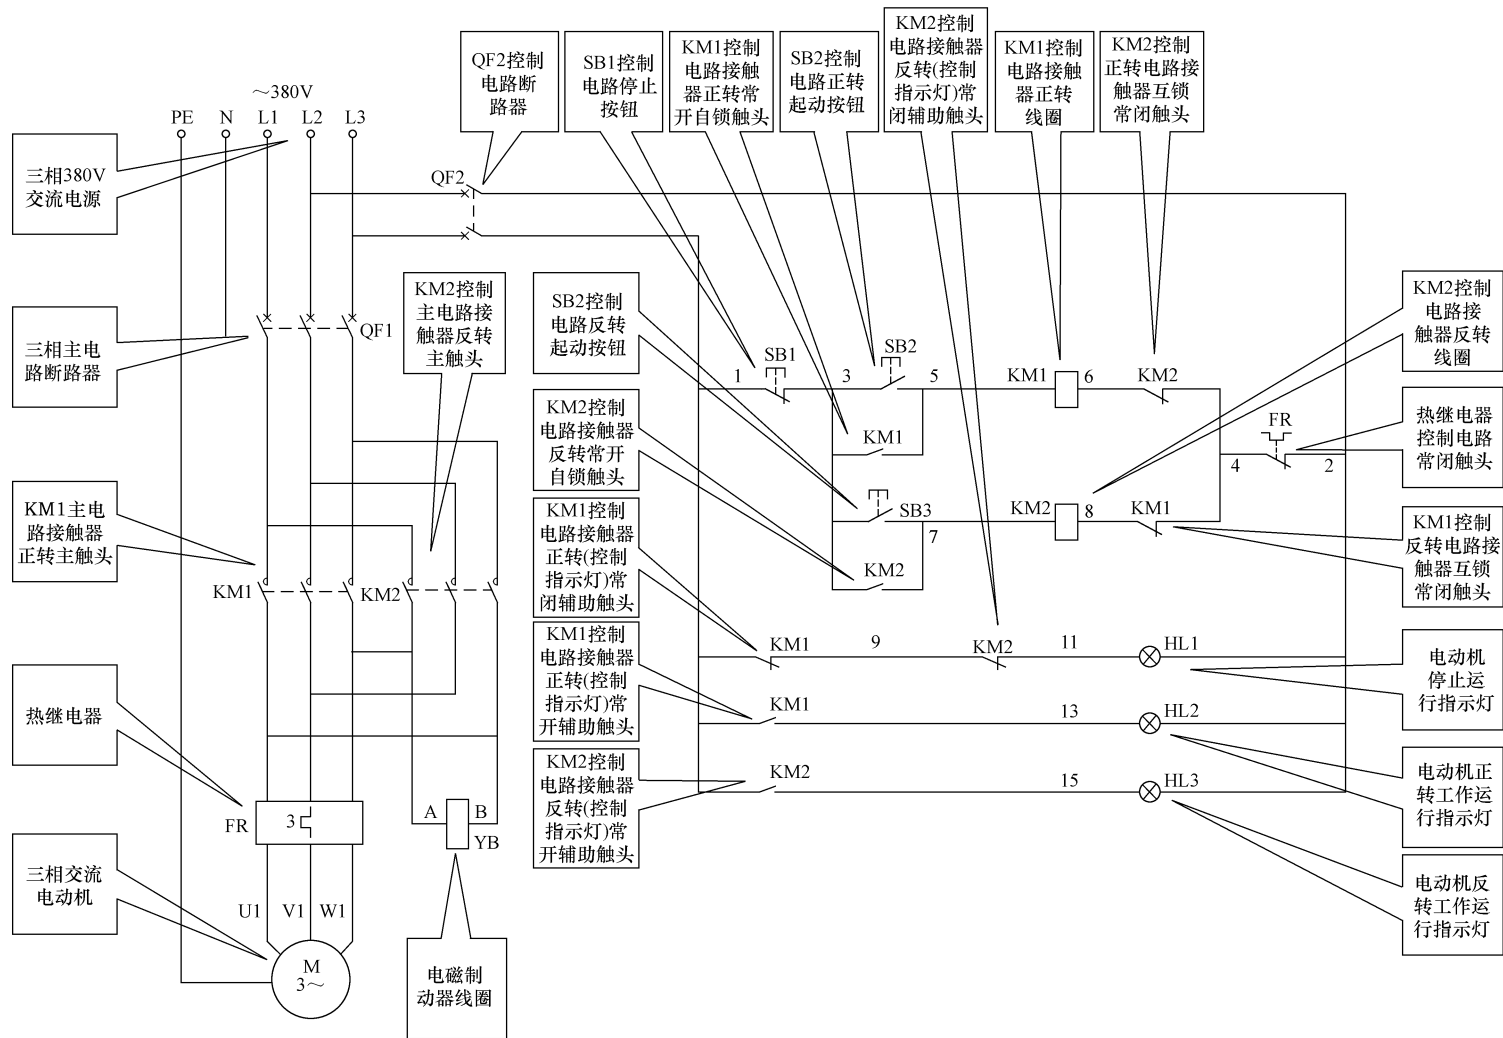 QF2控制
电路断
路器
SB1控制
电路停止
按钮
KM1控制
电路接触
器正转常
开自锁触头
SB2控制
电路正转
起动按钮
KM2控制
电路接触器
反转(控制
指示灯)常
闭辅助触头
KM1控制
电路接触
器正转
线圈
KM2控制
正转电路接
触器互锁
常闭触头
～380V
PE
N
L1
L2
L3
三相380V
交流电源
QF2
三相主电
路断路器
QF1
KM2控制
主电路接
触器反转
主触头
SB2控制
电路反转
起动按钮
KM2控制
电路接
触器反转
线圈
1
SB1
3
SB2
5
KM1
6
KM2
KM2控制
电路接触器
反转常开
自锁触头
KM1
FR
4
2
热继电器
控制电路
常闭触头
KM1主电
路接触器
正转主触头
KM1控制
电路接触器
正转(控制
指示灯)常
闭辅助触头
SB3
7
KM2
8
KM1
KM1控制
反转电路接
触器互锁
常闭触头
KM2
KM1
KM2
KM1控制
电路接触器
正转(控制
指示灯)常
开辅助触头
KM1
9
KM2
11
HL1
电动机
停止运
行指示灯
热继电器
KM1
13
HL2
KM2控制
电路接触器
反转(控制
指示灯)常
开辅助触头
KM2
15
HL3
电动机正
转工作运
行指示灯
FR
3
A
B
YB
三相交流
电动机
电动机反
转工作运
行指示灯
U1
V1
W1
M
3～
电磁制
动器线圈